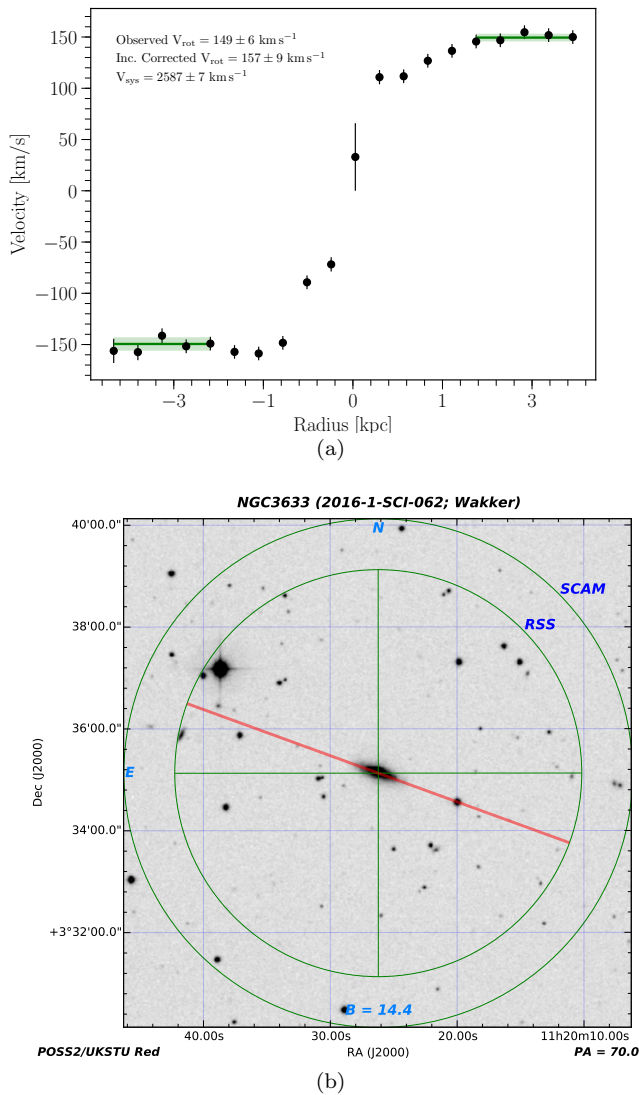 Observed V_rot = 149 ± 6 km s⁻¹
Inc. Corrected V_rot = 157 ± 9 km s⁻¹
V_sys = 2587 ± 7 km s⁻¹
150
100
50
0
−50
−100
−150
Velocity [km/s]
−3 −1 0 1 3
Radius [kpc]
(a)
NGC3633 (2016-1-SCI-062; Wakker)
40'00.0"
N
SCAM
38'00.0"
RSS
36'00.0"
E
Dec (J2000)
34'00.0"
+3°32'00.0"
B = 14.4
40.00s 30.00s 20.00s 11h20m10.00s
POSS2/UKSTU Red RA (J2000) PA = 70.0
(b)